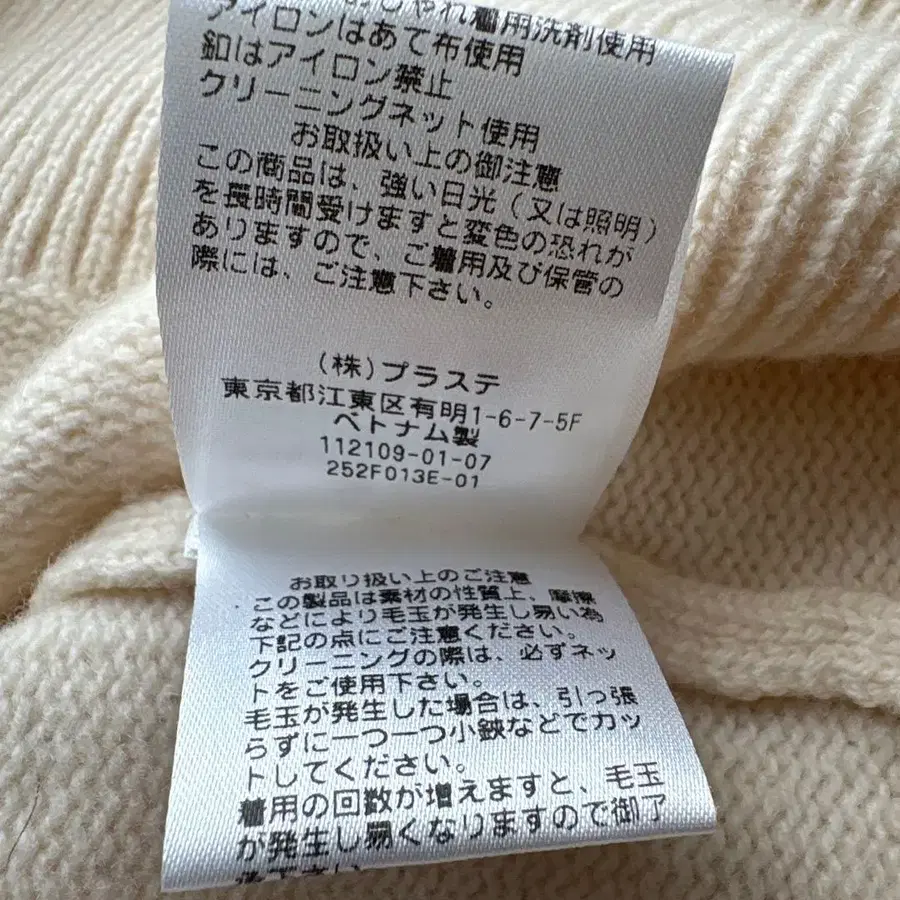 おしゃれ着用洗剤使用
アイロンはあて布使用
釦はアイロン禁止
クリーニングネット使用
お取扱い上の御注意
この商品は、強い日光(又は照明)
を長時間受けますと変色の恐れが
ありますので、ご着用及び保管の
際には、ご注意下さい。
(株)プラステ
東京都江東区有明1-6-7-5F
ベトナム製
112109-01-07
252F013E-01
お取り扱い上のご注意
この製品は素材の性質上、摩擦
などにより毛玉が発生し易い為
下記の点にご注意ください。
クリーニングの際は、必ずネッ
トをご使用下さい。
毛玉が発生した場合は、引っ張
らずに一つ一つ小鋏などでカッ
トしてください。
着用の回数が増えますと、毛玉
が発生し易くなりますので御了
承下さい